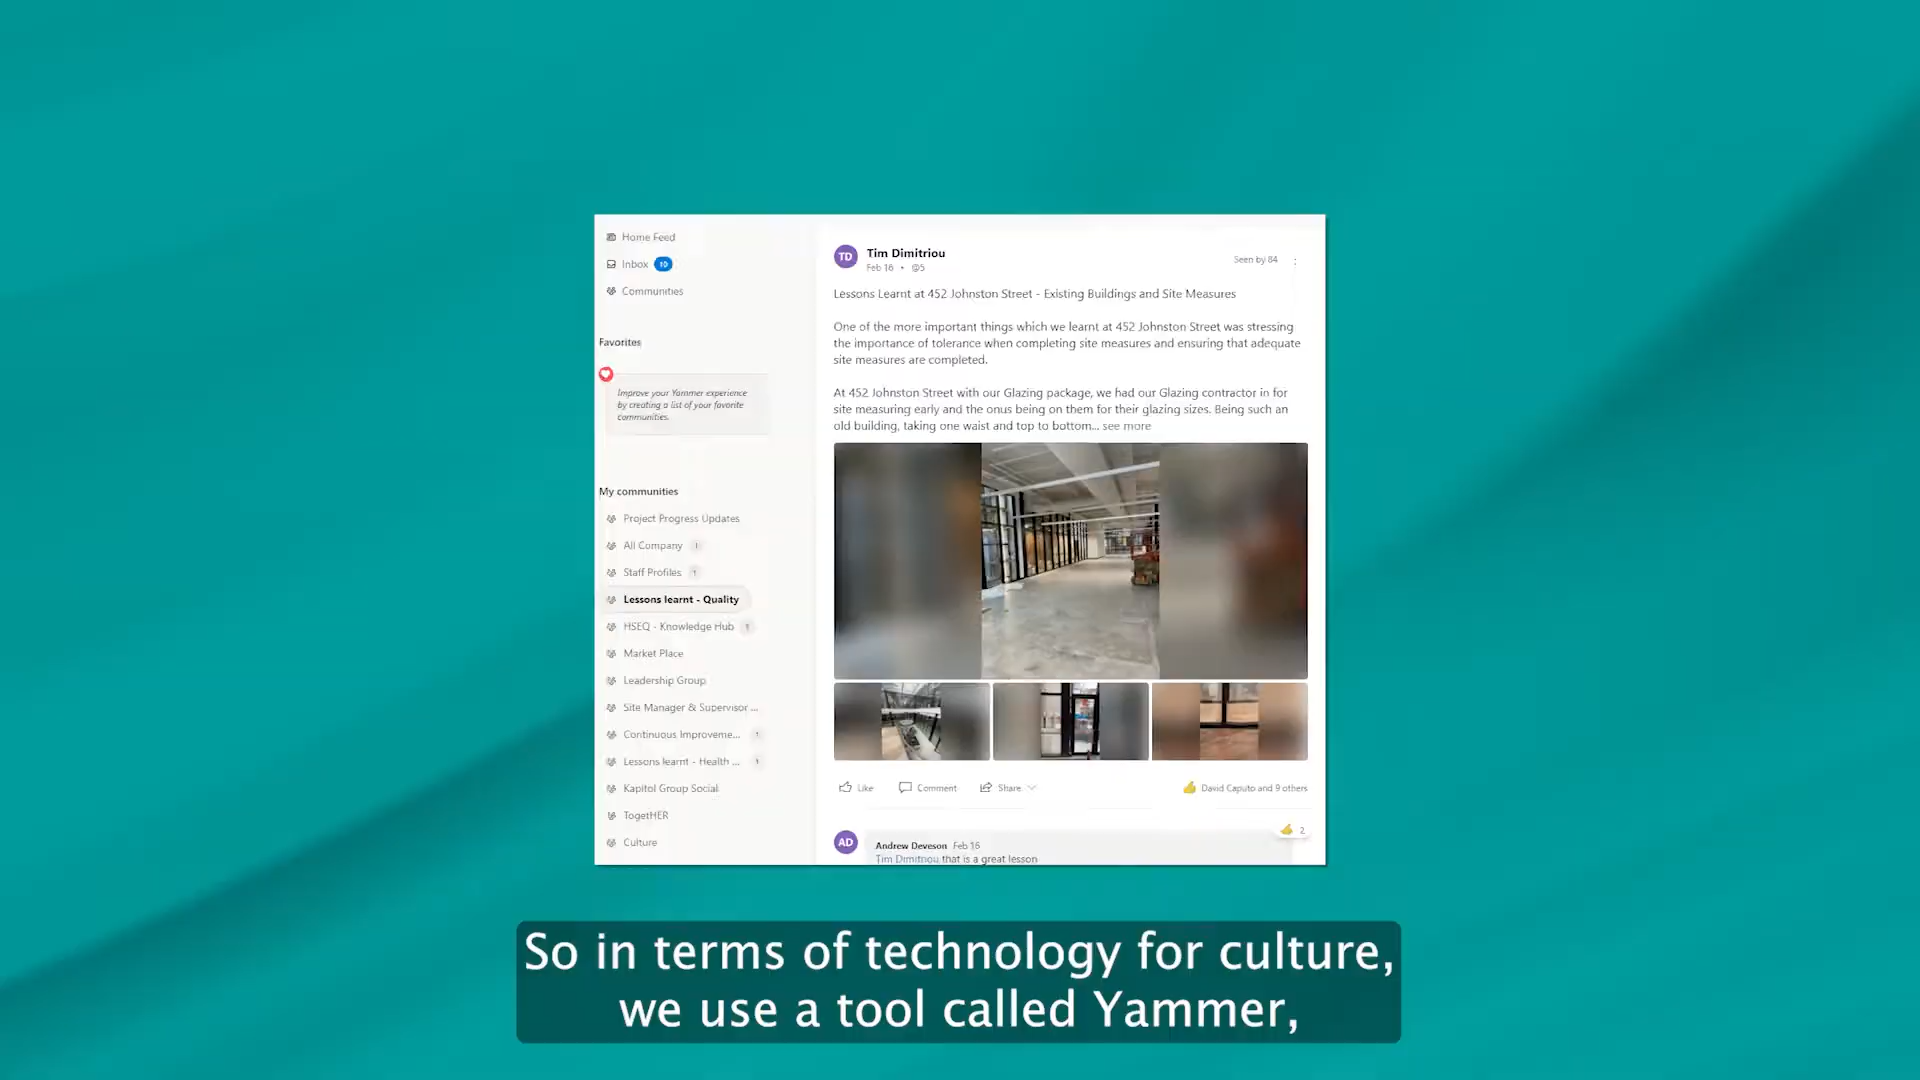 Home Feed
Inbox 10
Communities
Favorites
Improve your Yammer experience
by creating a list of your favorite
communities.
My communities
Project Progress Updates
All Company 1
Staff Profiles 1
Lessons learnt - Quality
HSEQ - Knowledge Hub 1
Market Place
Leadership Group
Site Manager & Supervisor ...
Continuous Improveme... 1
Lessons learnt - Health ... 1
Kapitol Group Social
TogetHER
Culture
TD Tim Dimitriou
Feb 16 •
Seen by 84
Lessons Learnt at 452 Johnston Street - Existing Buildings and Site Measures
One of the more important things which we learnt at 452 Johnston Street was stressing
the importance of tolerance when completing site measures and ensuring that adequate
site measures are completed.
At 452 Johnston Street with our Glazing package, we had our Glazing contractor in for
site measuring early and the onus being on them for their glazing sizes. Being such an
old building, taking one waist and top to bottom... see more
Like Comment Share David Caputo and 9 others
2
AD Andrew Deveson Feb 16
Tim Dimitriou that is a great lesson
So in terms of technology for culture,
we use a tool called Yammer,